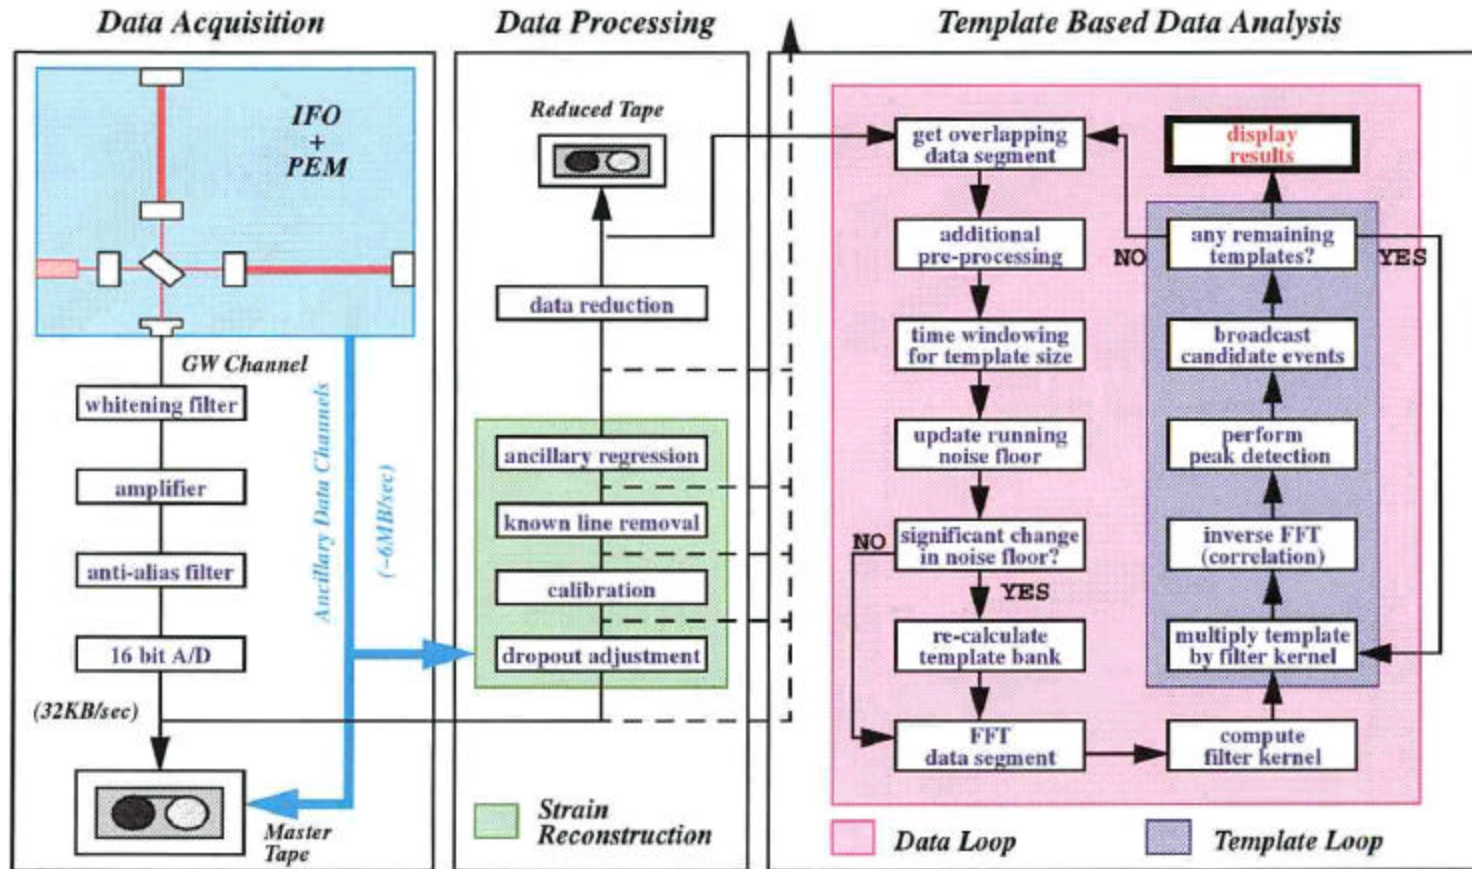 Data Acquisition
IFO
+
PEM
GW Channel
whitening filter
amplifier
anti-alias filter
16 bit A/D
(32KB/sec)
Master
Tape
Ancillary Data Channels
(~6MB/sec)
Data Processing
Reduced Tape
data reduction
ancillary regression
known line removal
calibration
dropout adjustment
Strain
Reconstruction
Template Based Data Analysis
get overlapping
data segment
additional
pre-processing
time windowing
for template size
update running
noise floor
significant change
in noise floor?
NO
YES
re-calculate
template bank
FFT
data segment
display
results
any remaining
templates?
NO
YES
broadcast
candidate events
perform
peak detection
inverse FFT
(correlation)
multiply template
by filter kernel
compute
filter kernel
Data Loop
Template Loop